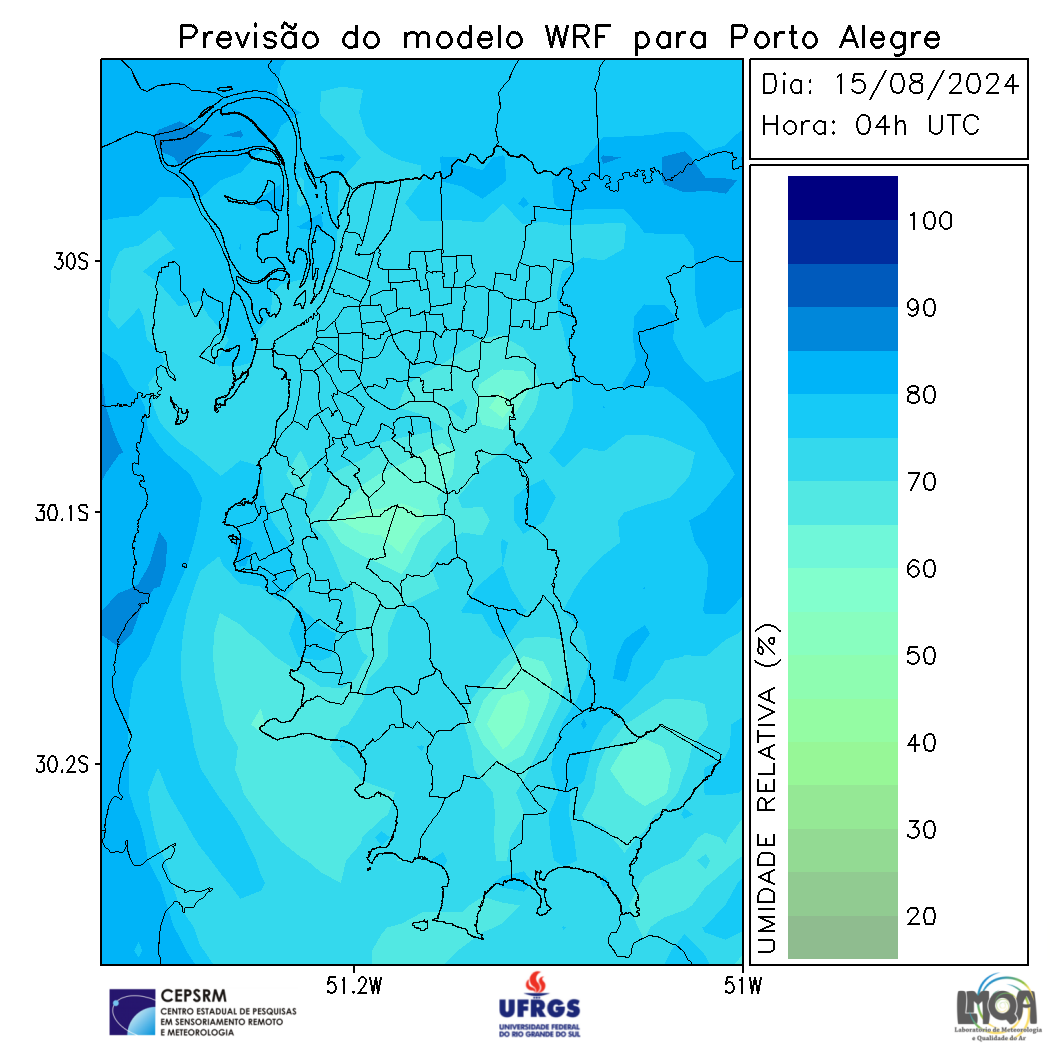 Previsão do modelo WRF para Porto Alegre
Dia: 15/08/2024
Hora: 04h UTC
30S
30.1S
30.2S
51.2W
51W
100
90
80
70
60
50
40
30
20
UMIDADE RELATIVA (%)
CEPSRM
CENTRO ESTADUAL DE PESQUISAS
EM SENSORIAMENTO REMOTO
E METEOROLOGIA
UFRGS
UNIVERSIDADE FEDERAL
DO RIO GRANDE DO SUL
LMQA
Laboratório de Meteorologia
e Qualidade do Ar